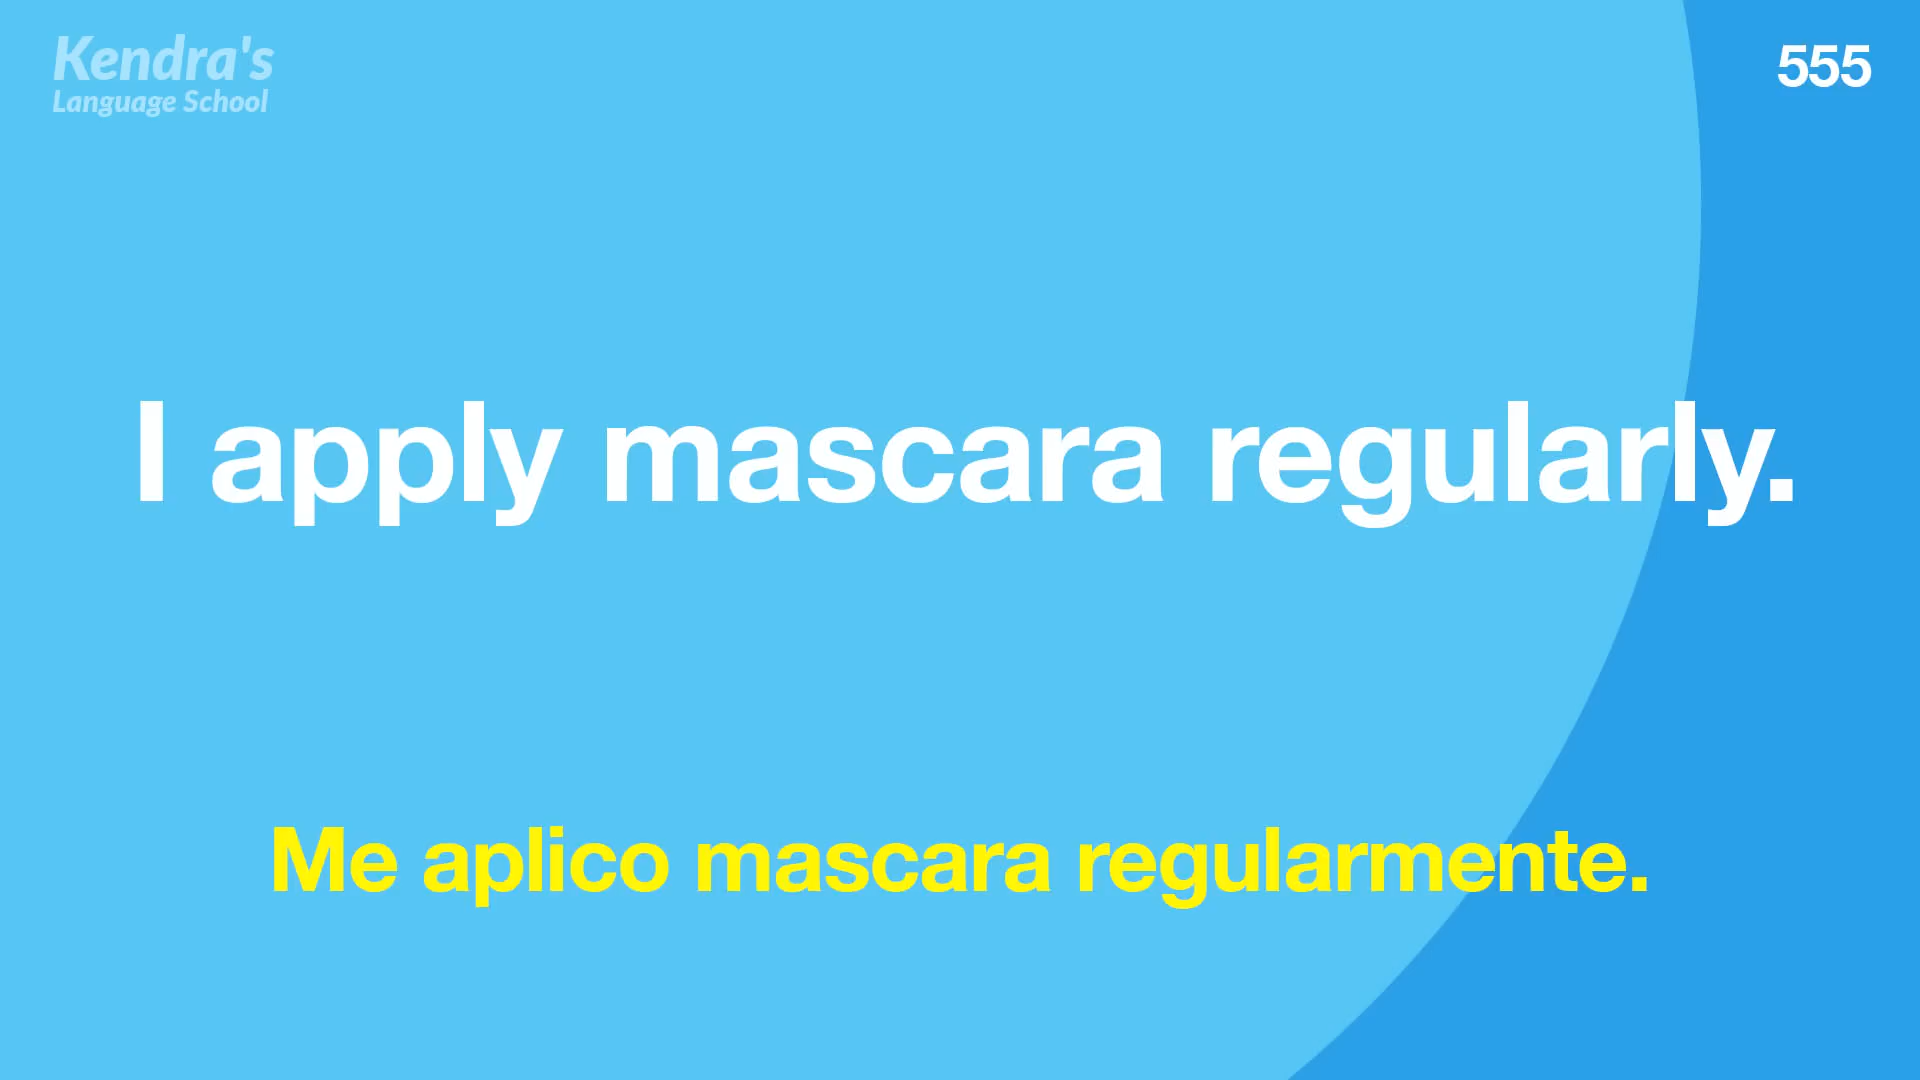 Kendra's
Language School
555
I apply mascara regularly.
Me aplico mascara regularmente.